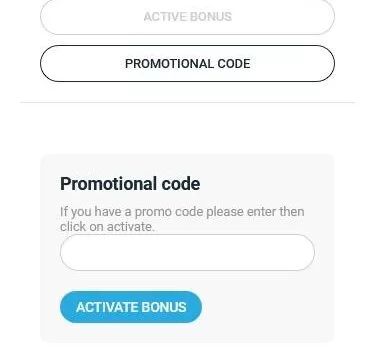 ACTIVE BONUS
PROMOTIONAL CODE
Promotional code
If you have a promo code please enter then
click on activate.
ACTIVATE BONUS